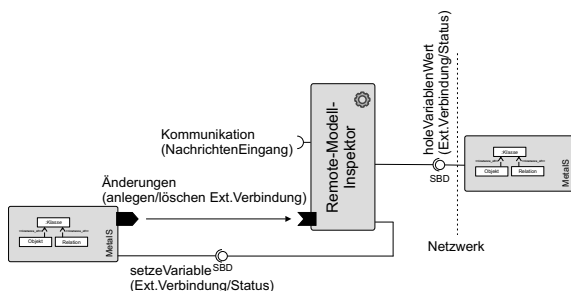 holeVariablenWert
(Ext.Verbindung/Status)
Remote-Modell-
Inspektor
Kommunikation
(NachrichtenEingang)
:Klasse
Objekt
Relation
MetaIS
SBD
Änderungen
(anlegen/löschen Ext.Verbindung)
:Klasse
Objekt
Relation
MetaIS
Netzwerk
SBD
setzeVariable
(Ext.Verbindung/Status)